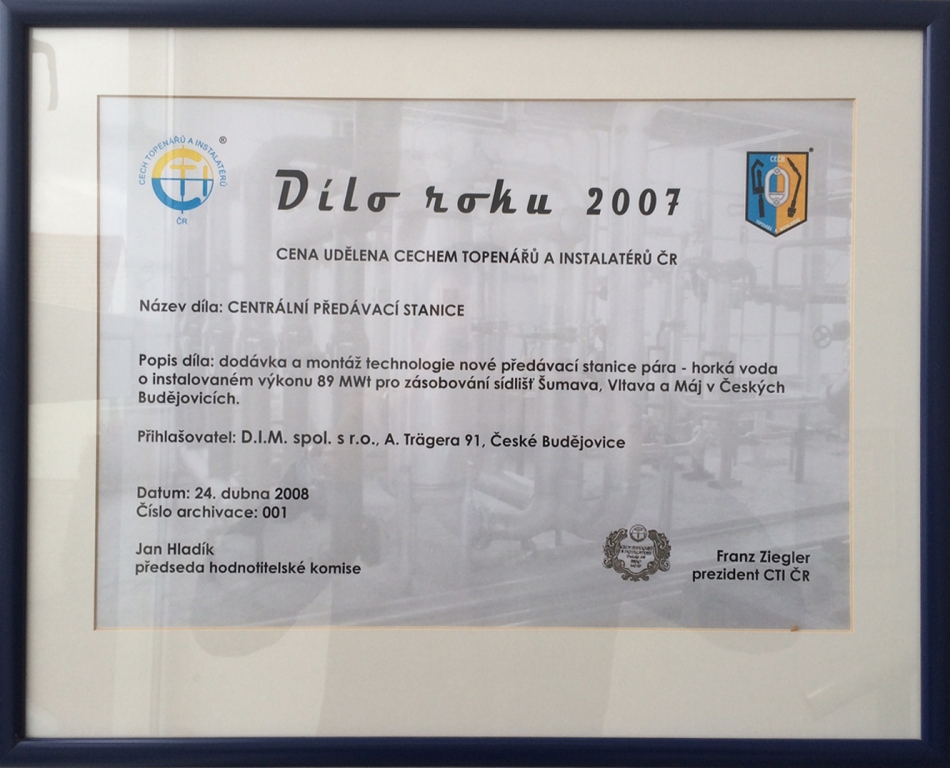 CECH TOPENÁŘŮ A INSTALATÉRŮ ®
CTI
ČR
CECH
Dílo roku 2007
CENA UDĚLENA CECHEM TOPENÁŘŮ A INSTALATÉRŮ ČR
Název díla: CENTRÁLNÍ PŘEDÁVACÍ STANICE
Popis díla: dodávka a montáž technologie nové předávací stanice pára - horká voda
o instalovaném výkonu 89 MWt pro zásobování sídlišť Šumava, Vltava a Máj v Českých
Budějovicích.
Přihlašovatel: D.I.M. spol. s r.o., A. Trägera 91, České Budějovice
Datum: 24. dubna 2008
Číslo archivace: 001
Jan Hladík
předseda hodnotitelské komise
Franz Ziegler
prezident CTI ČR